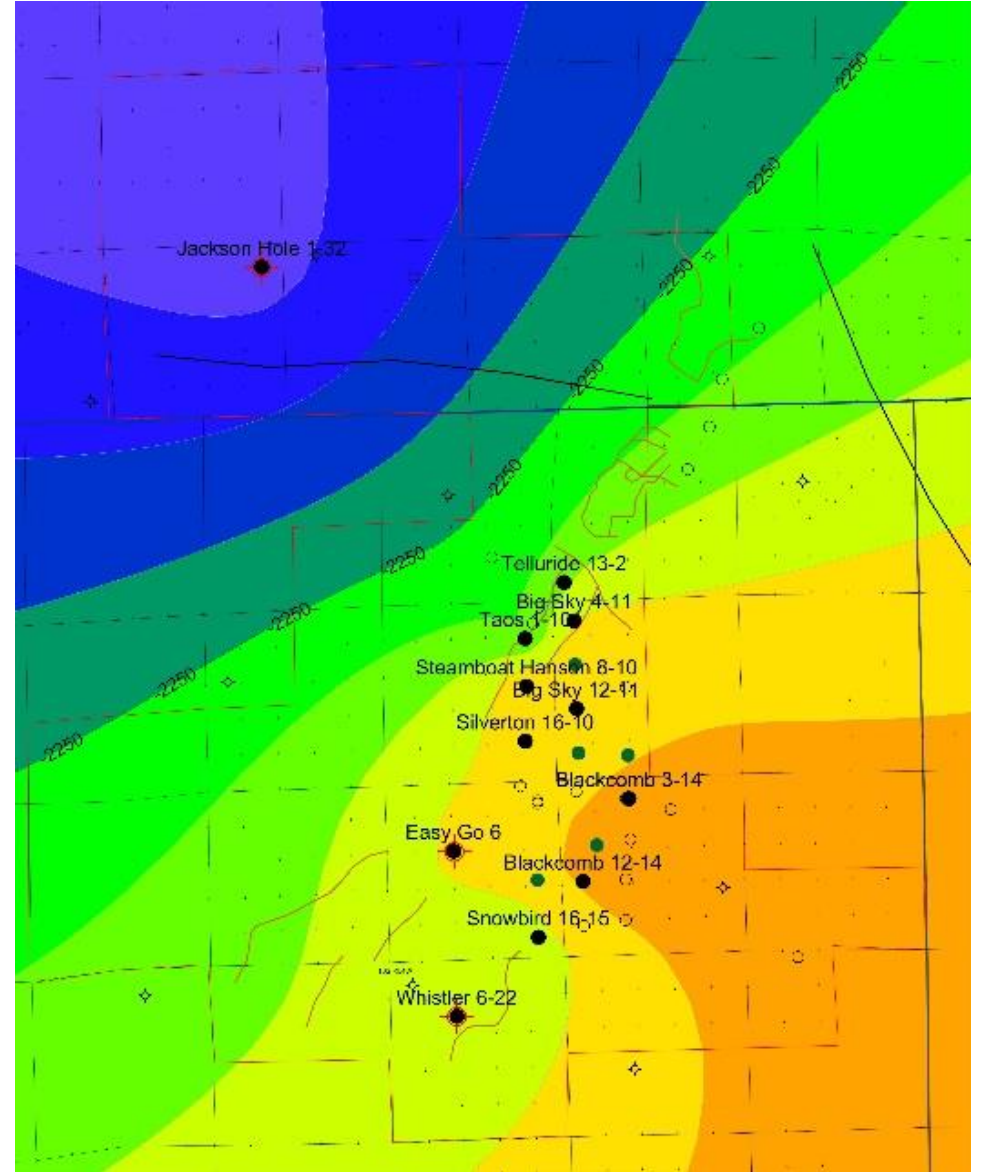 -2250
-2250
-2250
Jackson Hole 1-32
-2250
-2250
-2250
-2250
Telluride 13-2
Big Sky 4-11
Taos 1-10
-2250
Steamboat Hanson 8-10
-2250
Big Sky 12-11
Silverton 16-10
-2250
Blackcomb 3-14
Easy Go 6
Blackcomb 12-14
Snowbird 16-15
Whistler 6-22